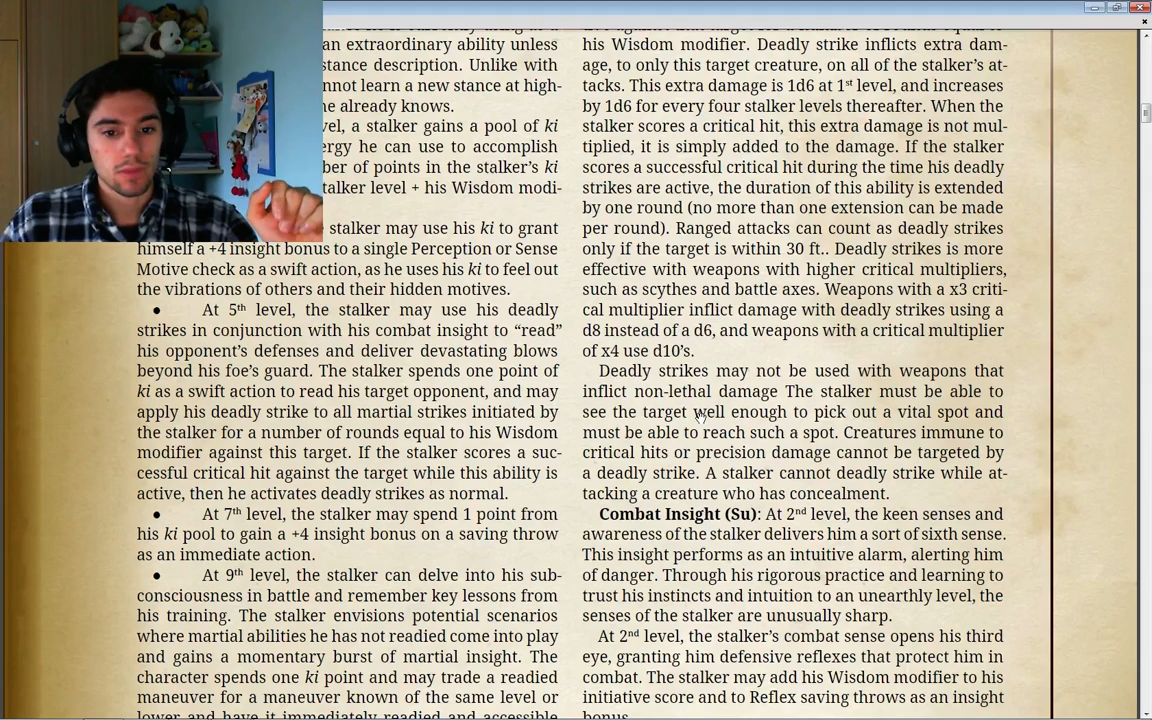 an extraordinary ability unless
stance description. Unlike with
nnot learn a new stance at high-
he already knows.
vel, a stalker gains a pool of ki
ergy he can use to accomplish
ber of points in the stalker's ki
talker level + his Wisdom modi-
stalker may use his ki to grant
himself a +4 insight bonus to a single Perception or Sense
Motive check as a swift action, as he uses his ki to feel out
the vibrations of others and their hidden motives.
• At 5th level, the stalker may use his deadly
strikes in conjunction with his combat insight to “read”
his opponent's defenses and deliver devastating blows
beyond his foe's guard. The stalker spends one point of
ki as a swift action to read his target opponent, and may
apply his deadly strike to all martial strikes initiated by
the stalker for a number of rounds equal to his Wisdom
modifier against this target. If the stalker scores a suc-
cessful critical hit against the target while this ability is
active, then he activates deadly strikes as normal.
• At 7th level, the stalker may spend 1 point from
his ki pool to gain a +4 insight bonus on a saving throw
as an immediate action.
• At 9th level, the stalker can delve into his sub-
consciousness in battle and remember key lessons from
his training. The stalker envisions potential scenarios
where martial abilities he has not readied come into play
and gains a momentary burst of martial insight. The
character spends one ki point and may trade a readied
maneuver for a maneuver known of the same level or
lower and have it immediately readied and accessible
his Wisdom modifier. Deadly strike inflicts extra dam-
age, to only this target creature, on all of the stalker's at-
tacks. This extra damage is 1d6 at 1st level, and increases
by 1d6 for every four stalker levels thereafter. When the
stalker scores a critical hit, this extra damage is not mul-
tiplied, it is simply added to the damage. If the stalker
scores a successful critical hit during the time his deadly
strikes are active, the duration of this ability is extended
by one round (no more than one extension can be made
per round). Ranged attacks can count as deadly strikes
only if the target is within 30 ft.. Deadly strikes is more
effective with weapons with higher critical multipliers,
such as scythes and battle axes. Weapons with a x3 criti-
cal multiplier inflict damage with deadly strikes using a
d8 instead of a d6, and weapons with a critical multiplier
of x4 use d10's.
Deadly strikes may not be used with weapons that
inflict non-lethal damage The stalker must be able to
see the target well enough to pick out a vital spot and
must be able to reach such a spot. Creatures immune to
critical hits or precision damage cannot be targeted by
a deadly strike. A stalker cannot deadly strike while at-
tacking a creature who has concealment.
Combat Insight (Su): At 2nd level, the keen senses and
awareness of the stalker delivers him a sort of sixth sense.
This insight performs as an intuitive alarm, alerting him
of danger. Through his rigorous practice and learning to
trust his instincts and intuition to an unearthly level, the
senses of the stalker are unusually sharp.
At 2nd level, the stalker's combat sense opens his third
eye, granting him defensive reflexes that protect him in
combat. The stalker may add his Wisdom modifier to his
initiative score and to Reflex saving throws as an insight
bonus.